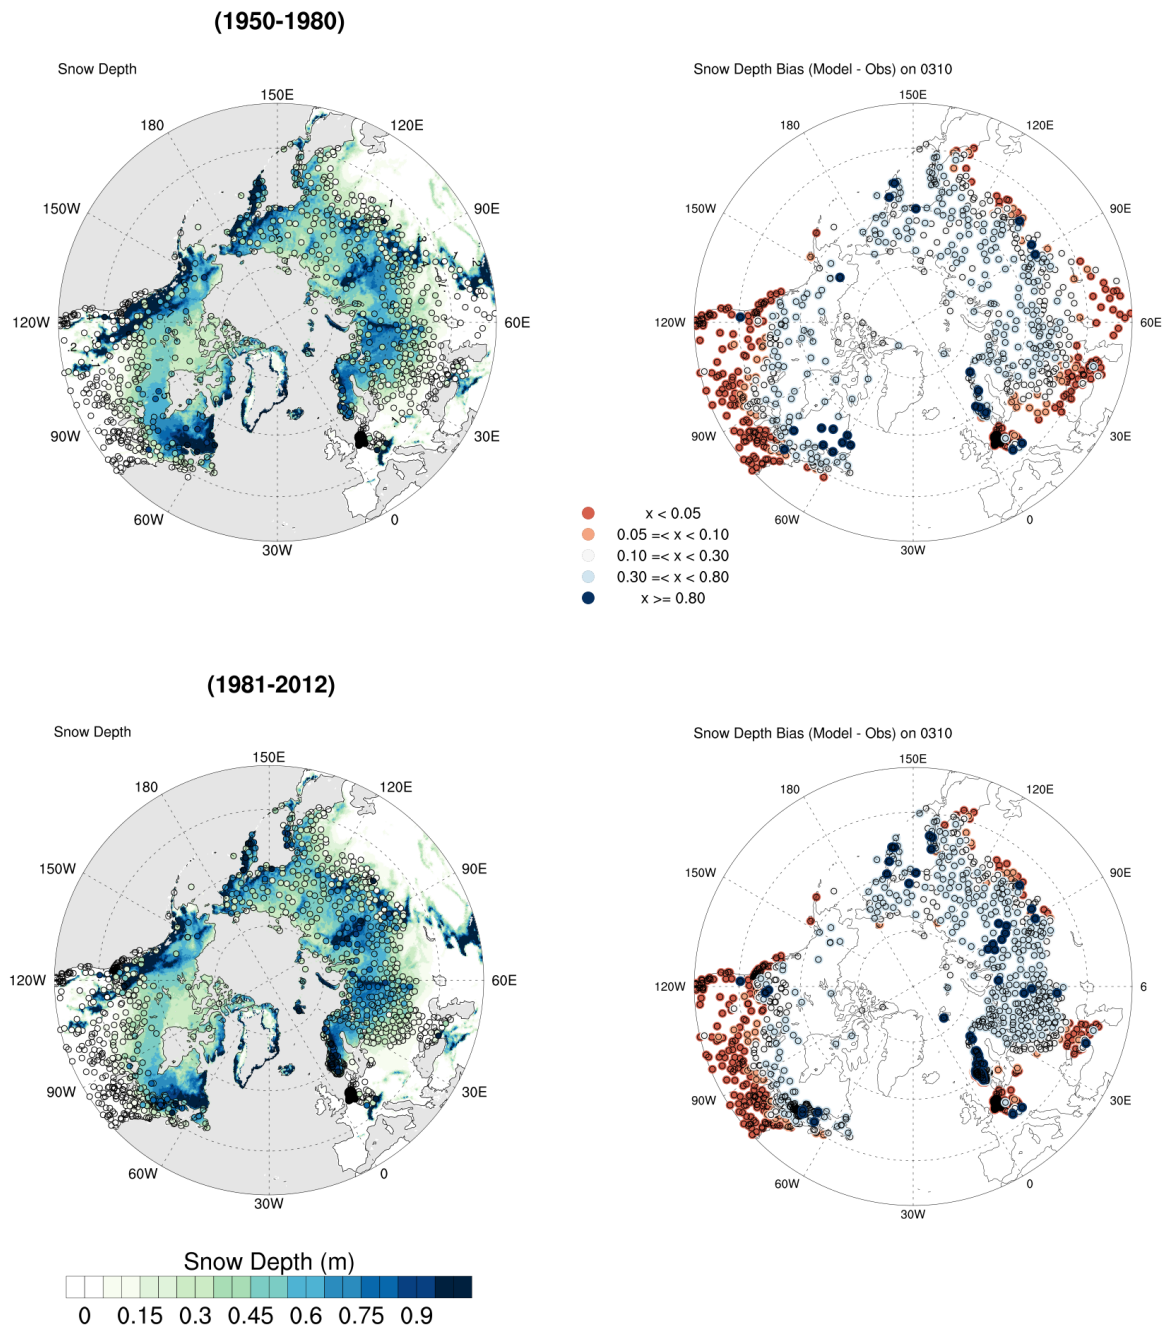 (1950-1980)
Snow Depth
150E
180
120E
150W
90E
120W
60E
90W
30E
60W
0
30W
Snow Depth Bias (Model - Obs) on 0310
150E
180
120E
150W
90E
120W
60E
90W
30E
60W
0
30W
x < 0.05
0.05 =< x < 0.10
0.10 =< x < 0.30
0.30 =< x < 0.80
x >= 0.80
(1981-2012)
Snow Depth
150E
180
120E
150W
90E
120W
60E
90W
30E
60W
0
30W
Snow Depth Bias (Model - Obs) on 0310
150E
180
120E
150W
90E
120W
6
90W
30E
60W
0
30W
Snow Depth (m)
0 0.15 0.3 0.45 0.6 0.75 0.9